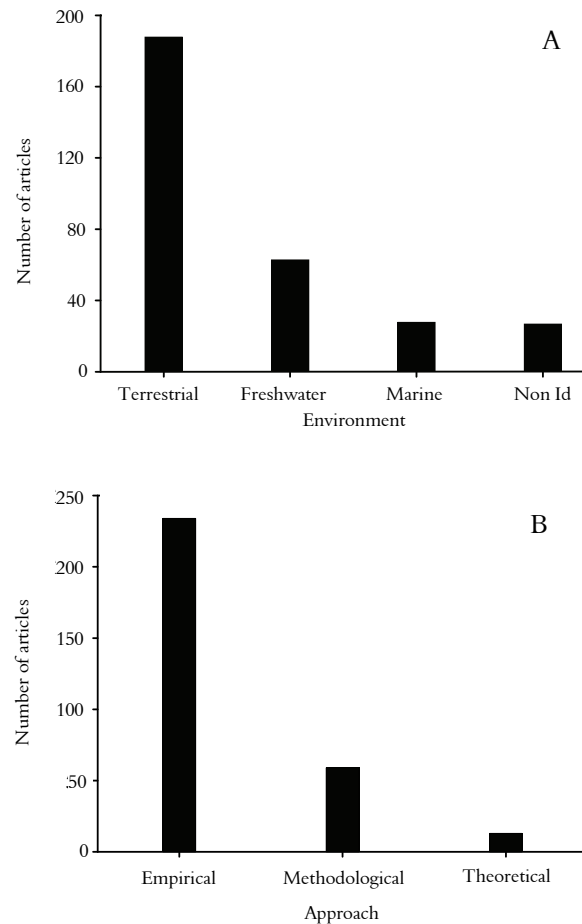 A
200
160
120
80
40
0
Number of articles
Terrestrial Freshwater Marine Non Id
Environment
B
250
200
150
100
50
0
Number of articles
Empirical Methodological Theoretical
Approach